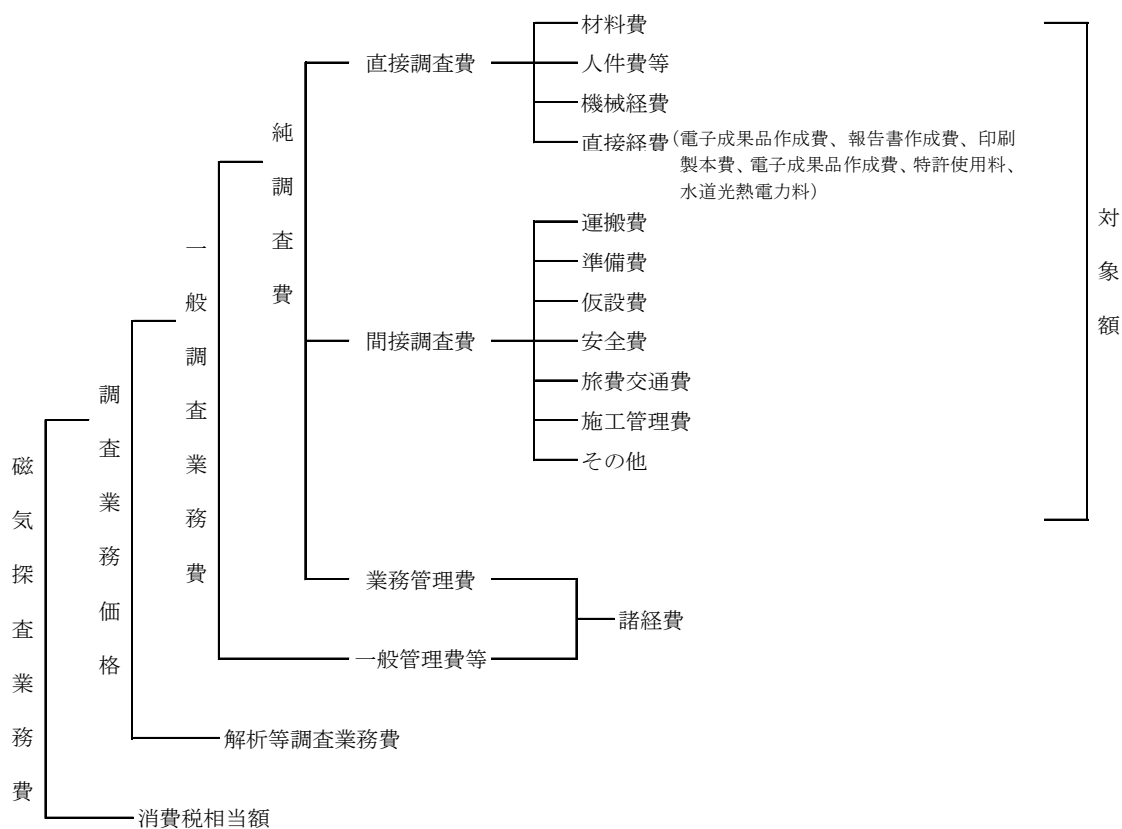 材料費
直接調査費
人件費等
機械経費
直接経費(電子成果品作成費、報告書作成費、印刷
製本費、電子成果品作成費、特許使用料、
水道光熱電力料)
純調査費
運搬費
準備費
仮設費
間接調査費
安全費
旅費交通費
施工管理費
その他
対象額
一般調査業務費
業務管理費
諸経費
一般管理費等
調査業務価格
解析等調査業務費
磁気探査業務費
消費税相当額